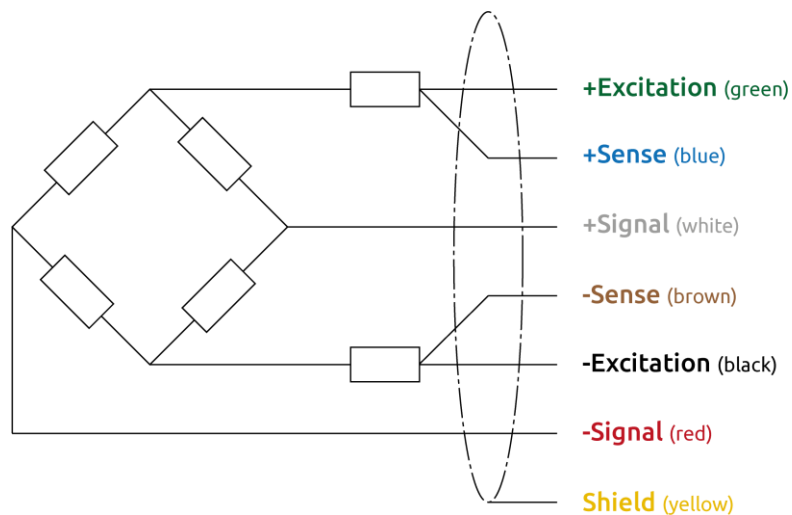 +Excitation (green)
+Sense (blue)
+Signal (white)
-Sense (brown)
-Excitation (black)
-Signal (red)
Shield (yellow)